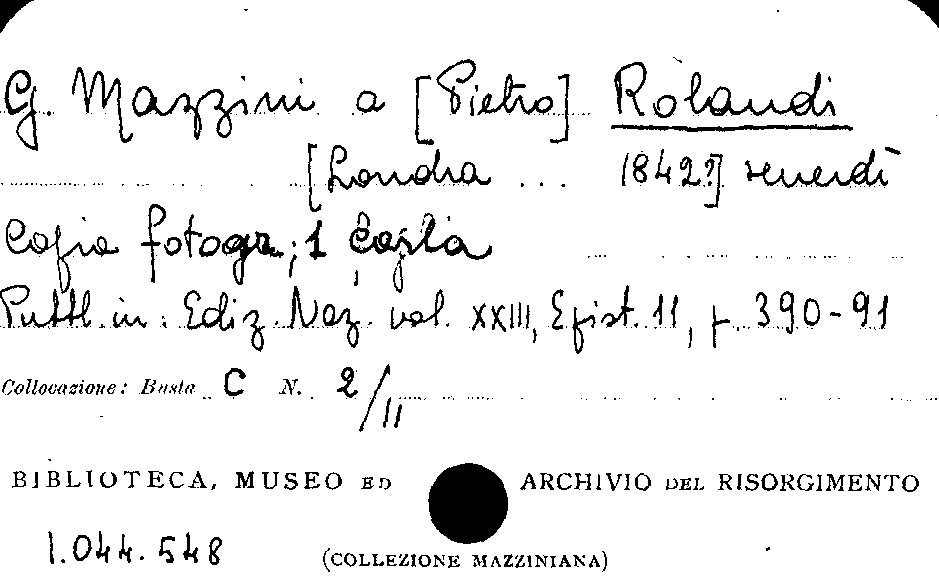 G. Mazzini a [Pietro] Rolandi
[Londra ... 1842?] venerdì
Copia fotogr.; 1 carta
Pubbl. in: Ediz. Naz. vol. XXIII, Epist. 11, p. 390-91
Collocazione: Busta C N. 2/11
BIBLIOTECA, MUSEO ED ARCHIVIO DEL RISORGIMENTO
1.044.548 (COLLEZIONE MAZZINIANA)